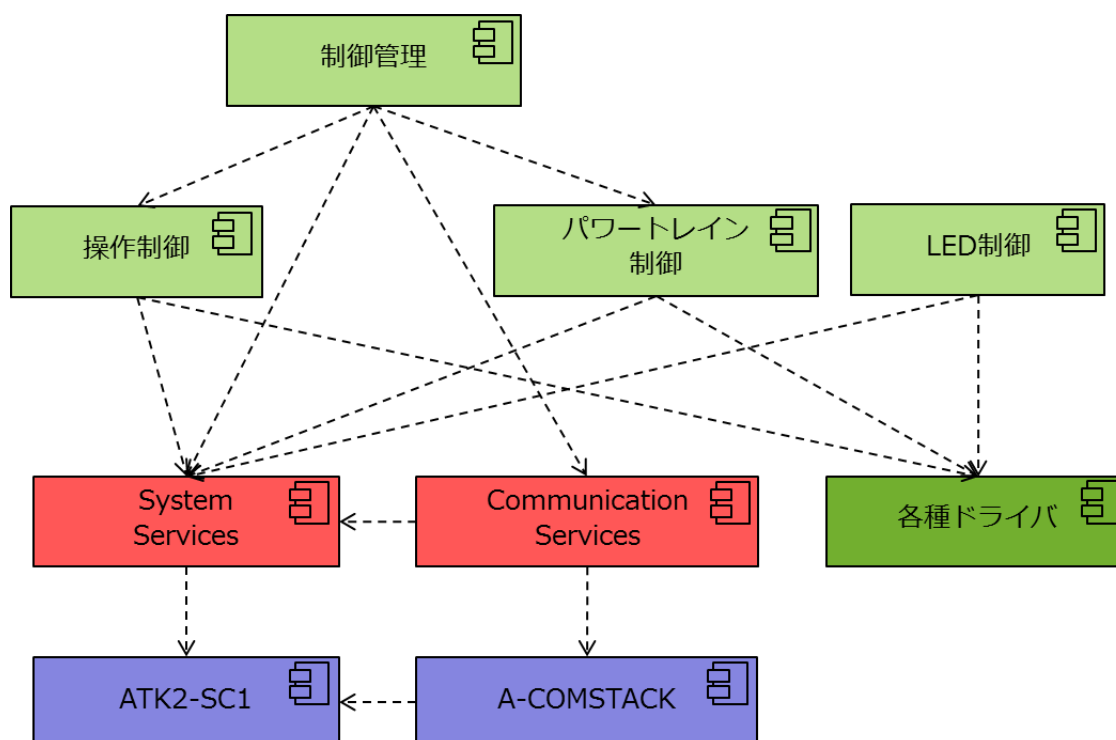 制御管理
操作制御
パワートレイン
制御
LED制御
System
Services
Communication
Services
各種ドライバ
ATK2-SC1
A-COMSTACK